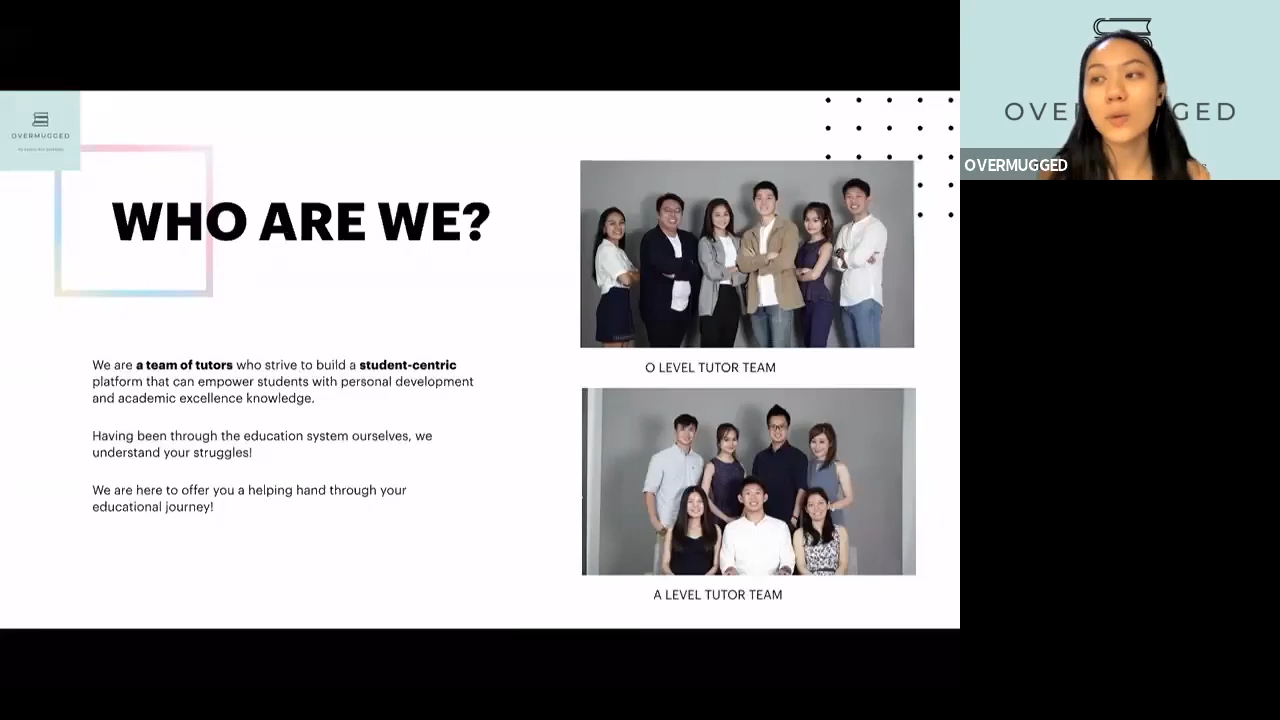 OVERMUGGED
WHO ARE WE?
We are a team of tutors who strive to build a student-centric
platform that can empower students with personal development
and academic excellence knowledge.
Having been through the education system ourselves, we
understand your struggles!
We are here to offer you a helping hand through your
educational journey!
O LEVEL TUTOR TEAM
A LEVEL TUTOR TEAM
OVERMUGGED